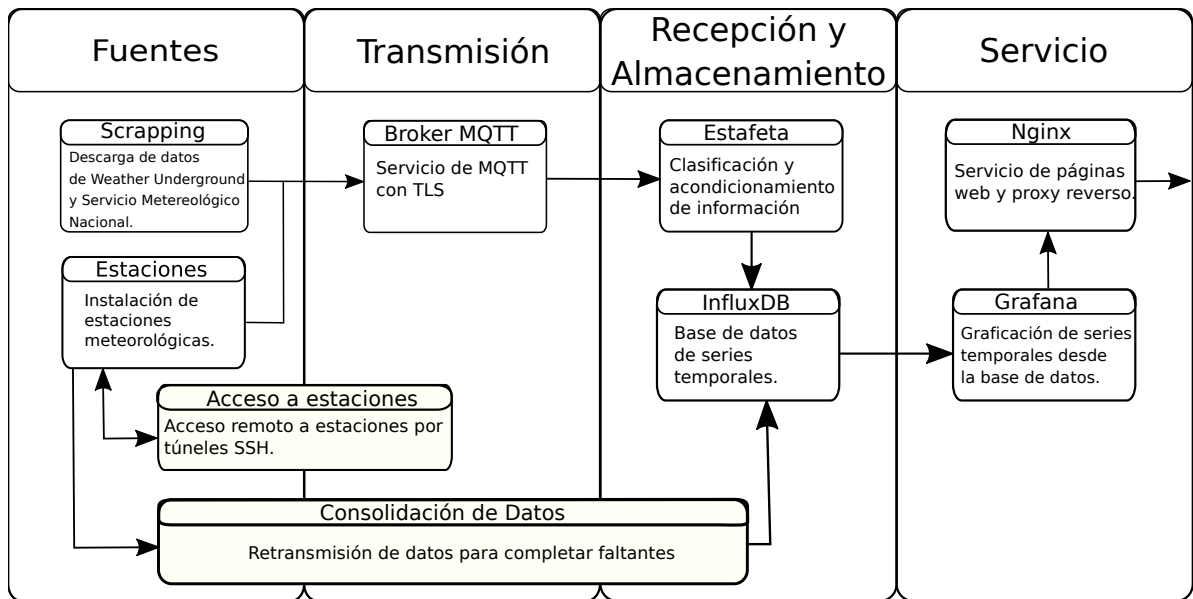 Fuentes
Transmisión
Recepción y
Almacenamiento
Servicio
Scrapping
Descarga de datos
de Weather Underground
y Servicio Metereológico
Nacional.
Estaciones
Instalación de
estaciones
meteorológicas.
Broker MQTT
Servicio de MQTT
con TLS
Estafeta
Clasificación y
acondicionamiento
de información
InfluxDB
Base de datos
de series
temporales.
Nginx
Servicio de páginas
web y proxy reverso.
Grafana
Graficación de series
temporales desde
la base de datos.
Acceso a estaciones
Acceso remoto a estaciones por
túneles SSH.
Consolidación de Datos
Retransmisión de datos para completar faltantes